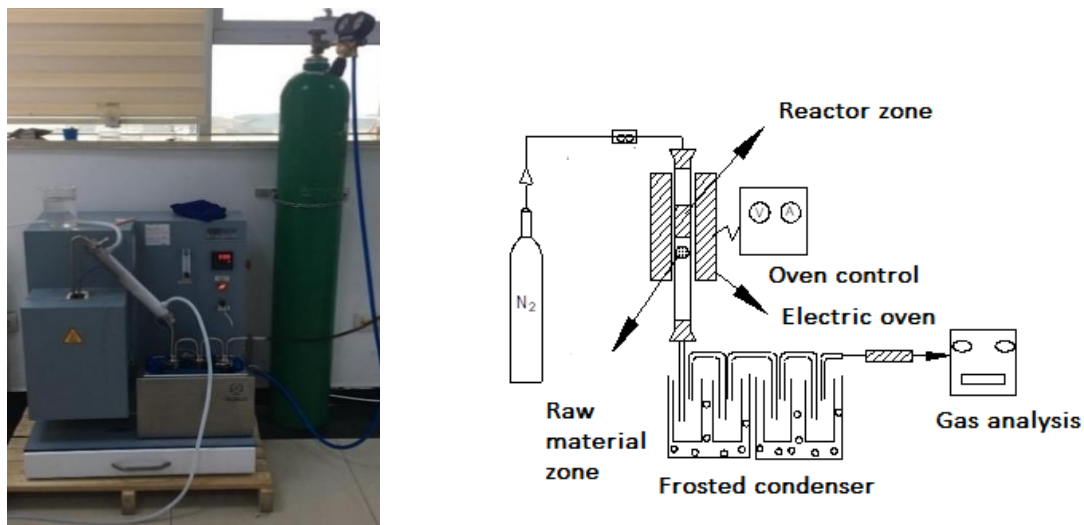 Reactor zone
V A
Oven control
N2
Electric oven
Raw
material
zone
Gas analysis
Frosted condenser